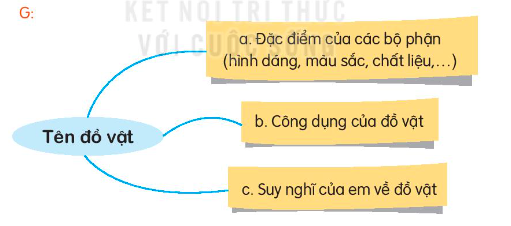 KẾT NỐI TRI THỨC
VỚI CUỘC SỐNG
G:
a. Đặc điểm của các bộ phận
(hình dáng, màu sắc, chất liệu,...)
Tên đồ vật
b. Công dụng của đồ vật
c. Suy nghĩ của em về đồ vật